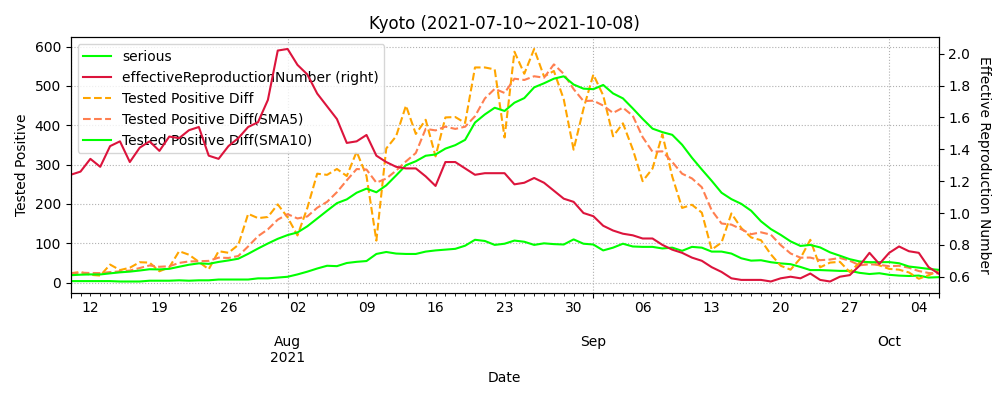 Kyoto (2021-07-10~2021-10-08)
serious
effectiveReproductionNumber (right)
Tested Positive Diff
Tested Positive Diff(SMA5)
Tested Positive Diff(SMA10)
Tested Positive
600
500
400
300
200
100
0
2.0
1.8
1.6
1.4
1.2
1.0
0.8
0.6
Effective Reproduction Number
12 19 26 02 09 16 23 30 06 13 20 27 04
Aug Sep Oct
2021
Date